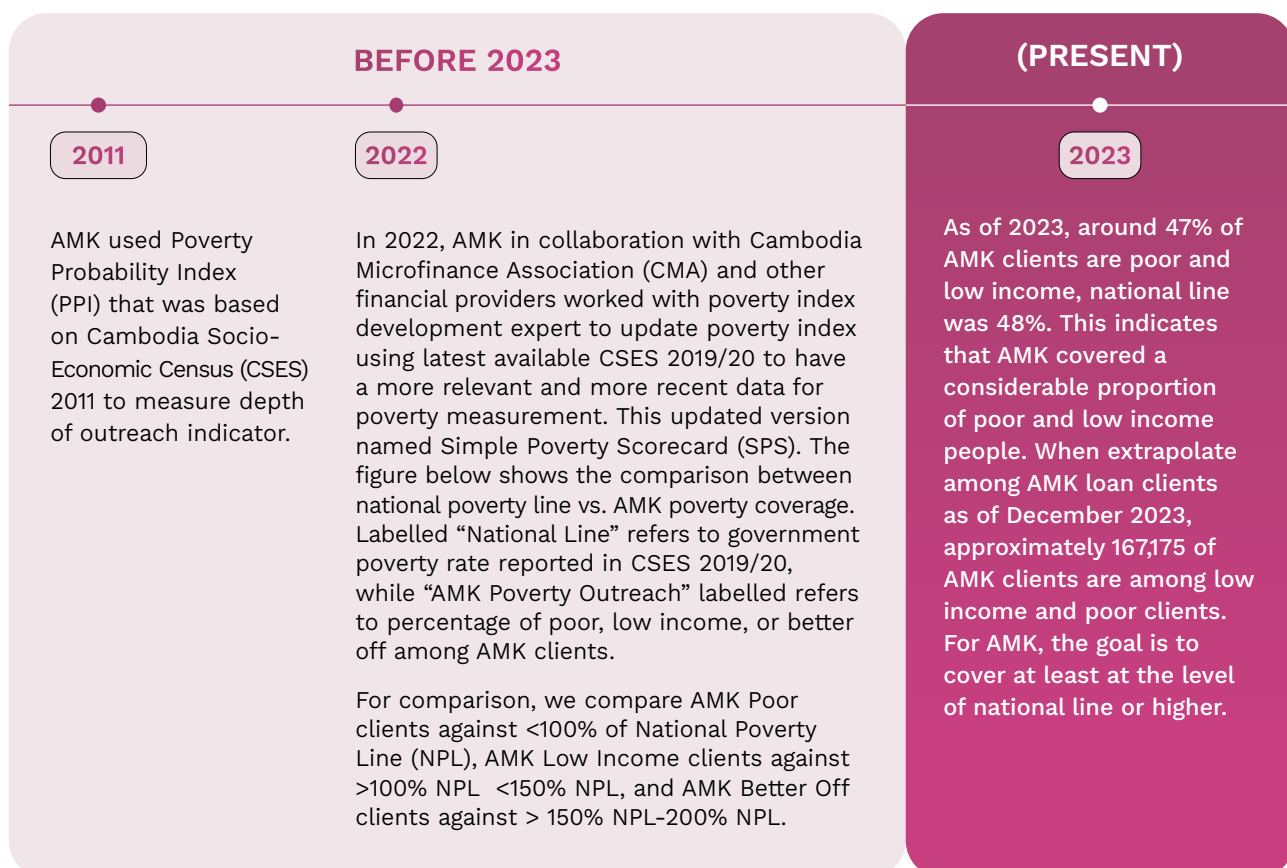 BEFORE 2023
(PRESENT)
2011
AMK used Poverty
Probability Index
(PPI) that was based
on Cambodia Socio-
Economic Census (CSES)
2011 to measure depth
of outreach indicator.
2022
In 2022, AMK in collaboration with Cambodia
Microfinance Association (CMA) and other
financial providers worked with poverty index
development expert to update poverty index
using latest available CSES 2019/20 to have
a more relevant and more recent data for
poverty measurement. This updated version
named Simple Poverty Scorecard (SPS). The
figure below shows the comparison between
national poverty line vs. AMK poverty coverage.
Labelled “National Line” refers to government
poverty rate reported in CSES 2019/20,
while “AMK Poverty Outreach” labelled refers
to percentage of poor, low income, or better
off among AMK clients.
For comparison, we compare AMK Poor
clients against <100% of National Poverty
Line (NPL), AMK Low Income clients against
>100% NPL <150% NPL, and AMK Better Off
clients against > 150% NPL-200% NPL.
2023
As of 2023, around 47% of
AMK clients are poor and
low income, national line
was 48%. This indicates
that AMK covered a
considerable proportion
of poor and low income
people. When extrapolate
among AMK loan clients
as of December 2023,
approximately 167,175 of
AMK clients are among low
income and poor clients.
For AMK, the goal is to
cover at least at the level
of national line or higher.